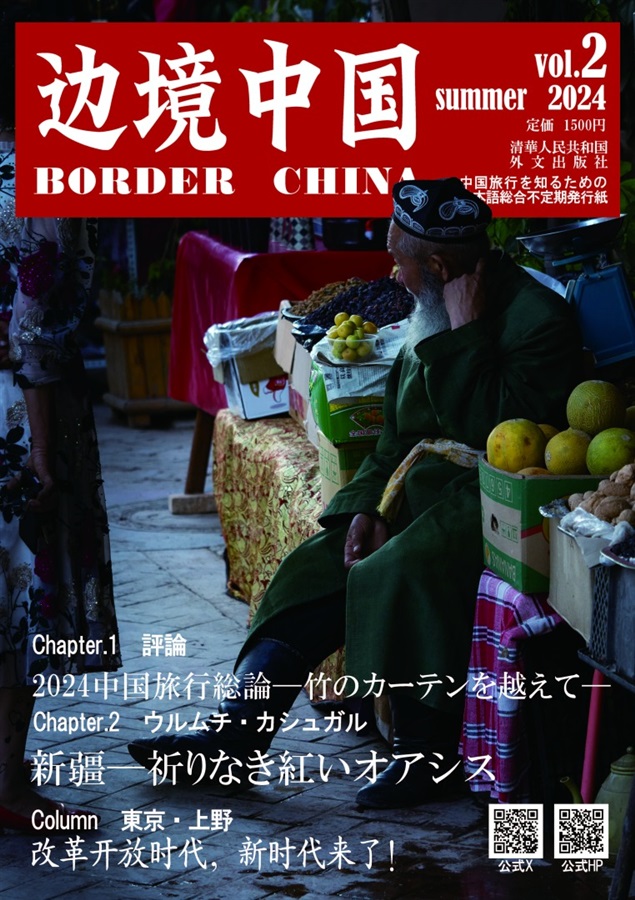 边境中国
BORDER CHINA
vol.2
summer 2024
定価 1500円
清華人民共和国
外文出版社
中国旅行を知るための
本語総合不定期発行紙
Chapter.1 評論
2024中国旅行総論―竹のカーテンを越えて―
Chapter.2 ウルムチ・カシュガル
新疆―祈りなき紅いオアシス
Column 東京・上野
改革开放时代，新时代来了！
公式X
公式HP